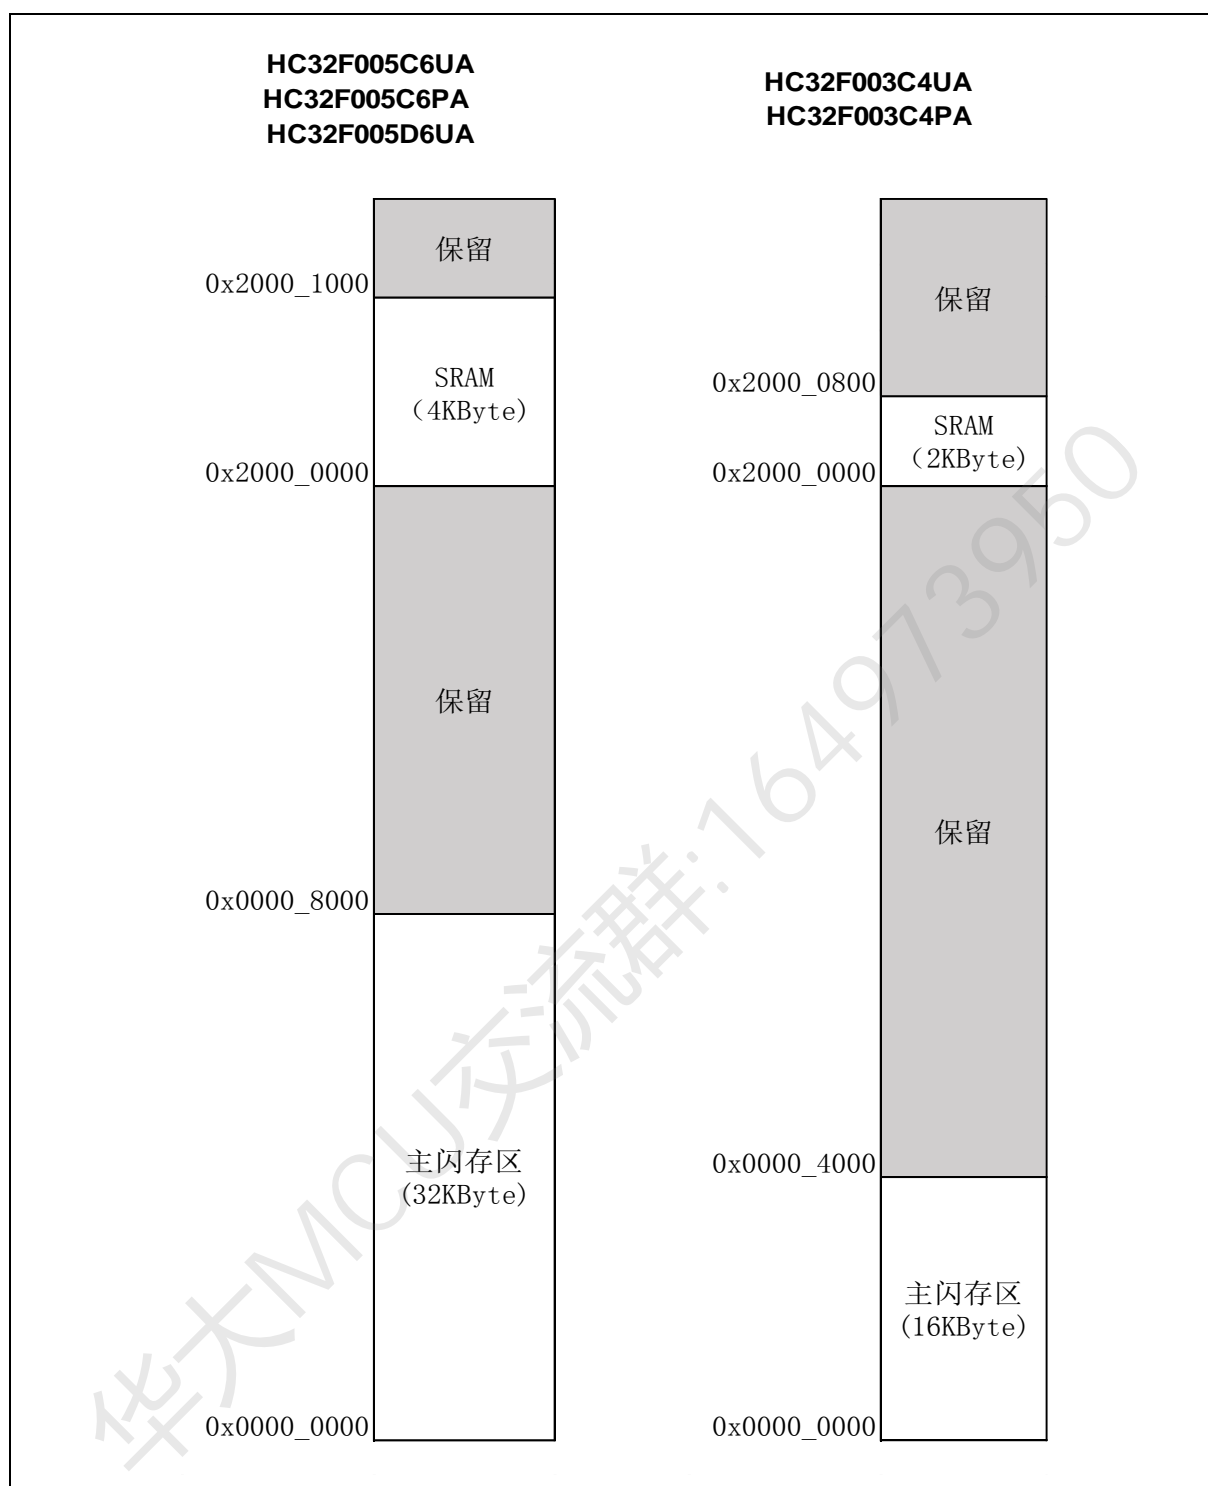 HC32F005C6UA
HC32F005C6PA
HC32F005D6UA
保留
0x2000_1000
SRAM
（4KByte)
0x2000_0000
保留
0x0000_8000
主闪存区
(32KByte)
0x0000_0000
HC32F003C4UA
HC32F003C4PA
保留
0x2000_0800
SRAM
（2KByte)
0x2000_0000
保留
0x0000_4000
主闪存区
(16KByte)
0x0000_0000
华大MCU交流群:164973950